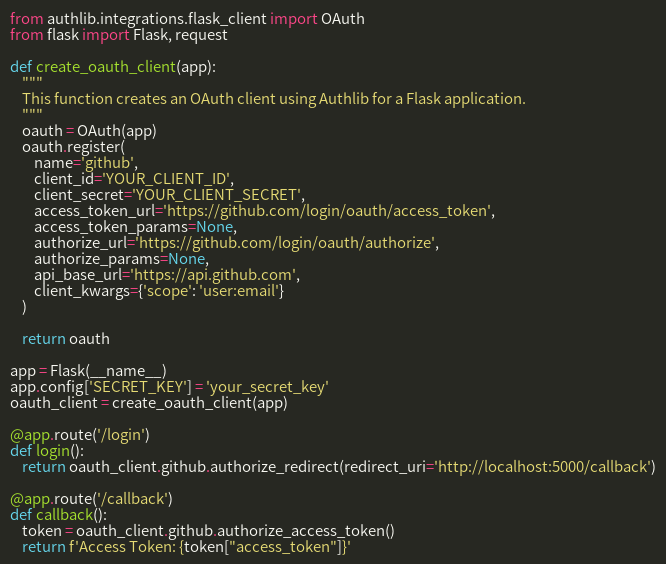 from authlib.integrations.flask_client import OAuth
from flask import Flask, request

def create_oauth_client(app):
    """
    This function creates an OAuth client using Authlib for a Flask application.
    """
    oauth = OAuth(app)
    oauth.register(
        name='github',
        client_id='YOUR_CLIENT_ID',
        client_secret='YOUR_CLIENT_SECRET',
        access_token_url='https://github.com/login/oauth/access_token',
        access_token_params=None,
        authorize_url='https://github.com/login/oauth/authorize',
        authorize_params=None,
        api_base_url='https://api.github.com',
        client_kwargs={'scope': 'user:email'}
    )

    return oauth

app = Flask(__name__)
app.config['SECRET_KEY'] = 'your_secret_key'
oauth_client = create_oauth_client(app)

@app.route('/login')
def login():
    return oauth_client.github.authorize_redirect(redirect_uri='http://localhost:5000/callback')

@app.route('/callback')
def callback():
    token = oauth_client.github.authorize_access_token()
    return f'Access Token: {token["access_token"]}'